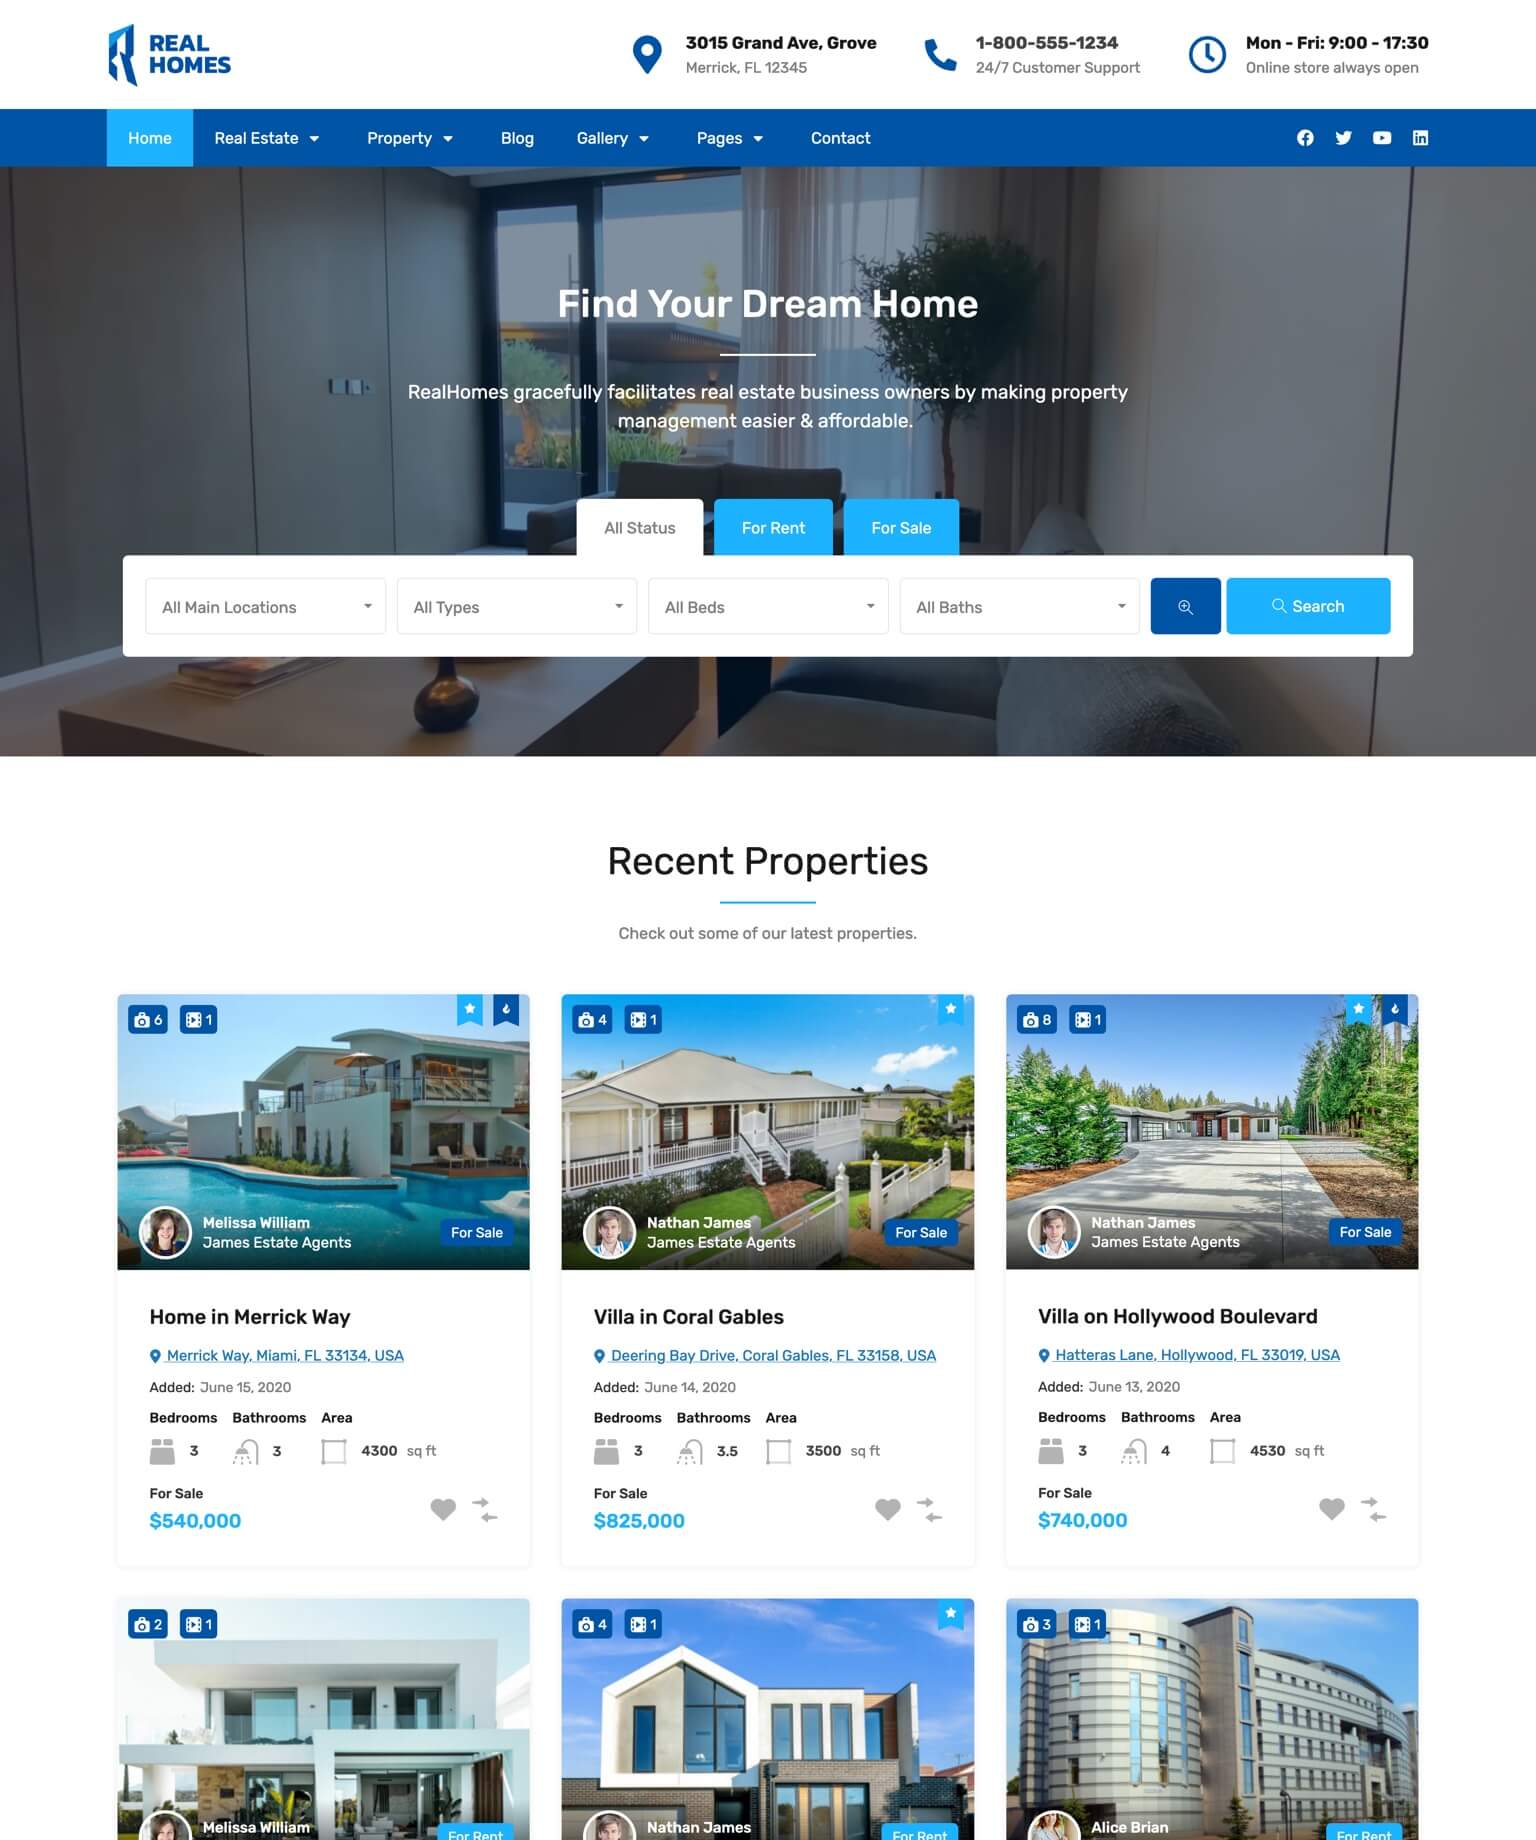 REAL
HOMES
3015 Grand Ave, Grove
Merrick, FL 12345
1-800-555-1234
24/7 Customer Support
Mon - Fri: 9:00 - 17:30
Online store always open
Home
Real Estate
Property
Blog
Gallery
Pages
Contact
Find Your Dream Home
RealHomes gracefully facilitates real estate business owners by making property
management easier & affordable.
All Status
For Rent
For Sale
All Main Locations
All Types
All Beds
All Baths
Search
Recent Properties
Check out some of our latest properties.
6
1
Melissa William
James Estate Agents
For Sale
Home in Merrick Way
Merrick Way, Miami, FL 33134, USA
Added: June 15, 2020
Bedrooms Bathrooms Area
3 3 4300 sq ft
For Sale
$540,000
4
1
Nathan James
James Estate Agents
For Sale
Villa in Coral Gables
Deering Bay Drive, Coral Gables, FL 33158, USA
Added: June 14, 2020
Bedrooms Bathrooms Area
3 3.5 3500 sq ft
For Sale
$825,000
8
1
Nathan James
James Estate Agents
For Sale
Villa on Hollywood Boulevard
Hatteras Lane, Hollywood, FL 33019, USA
Added: June 13, 2020
Bedrooms Bathrooms Area
3 4 4530 sq ft
For Sale
$740,000
2
1
Melissa William
For Rent
4
1
Nathan James
For Rent
3
1
Alice Brian
For Rent